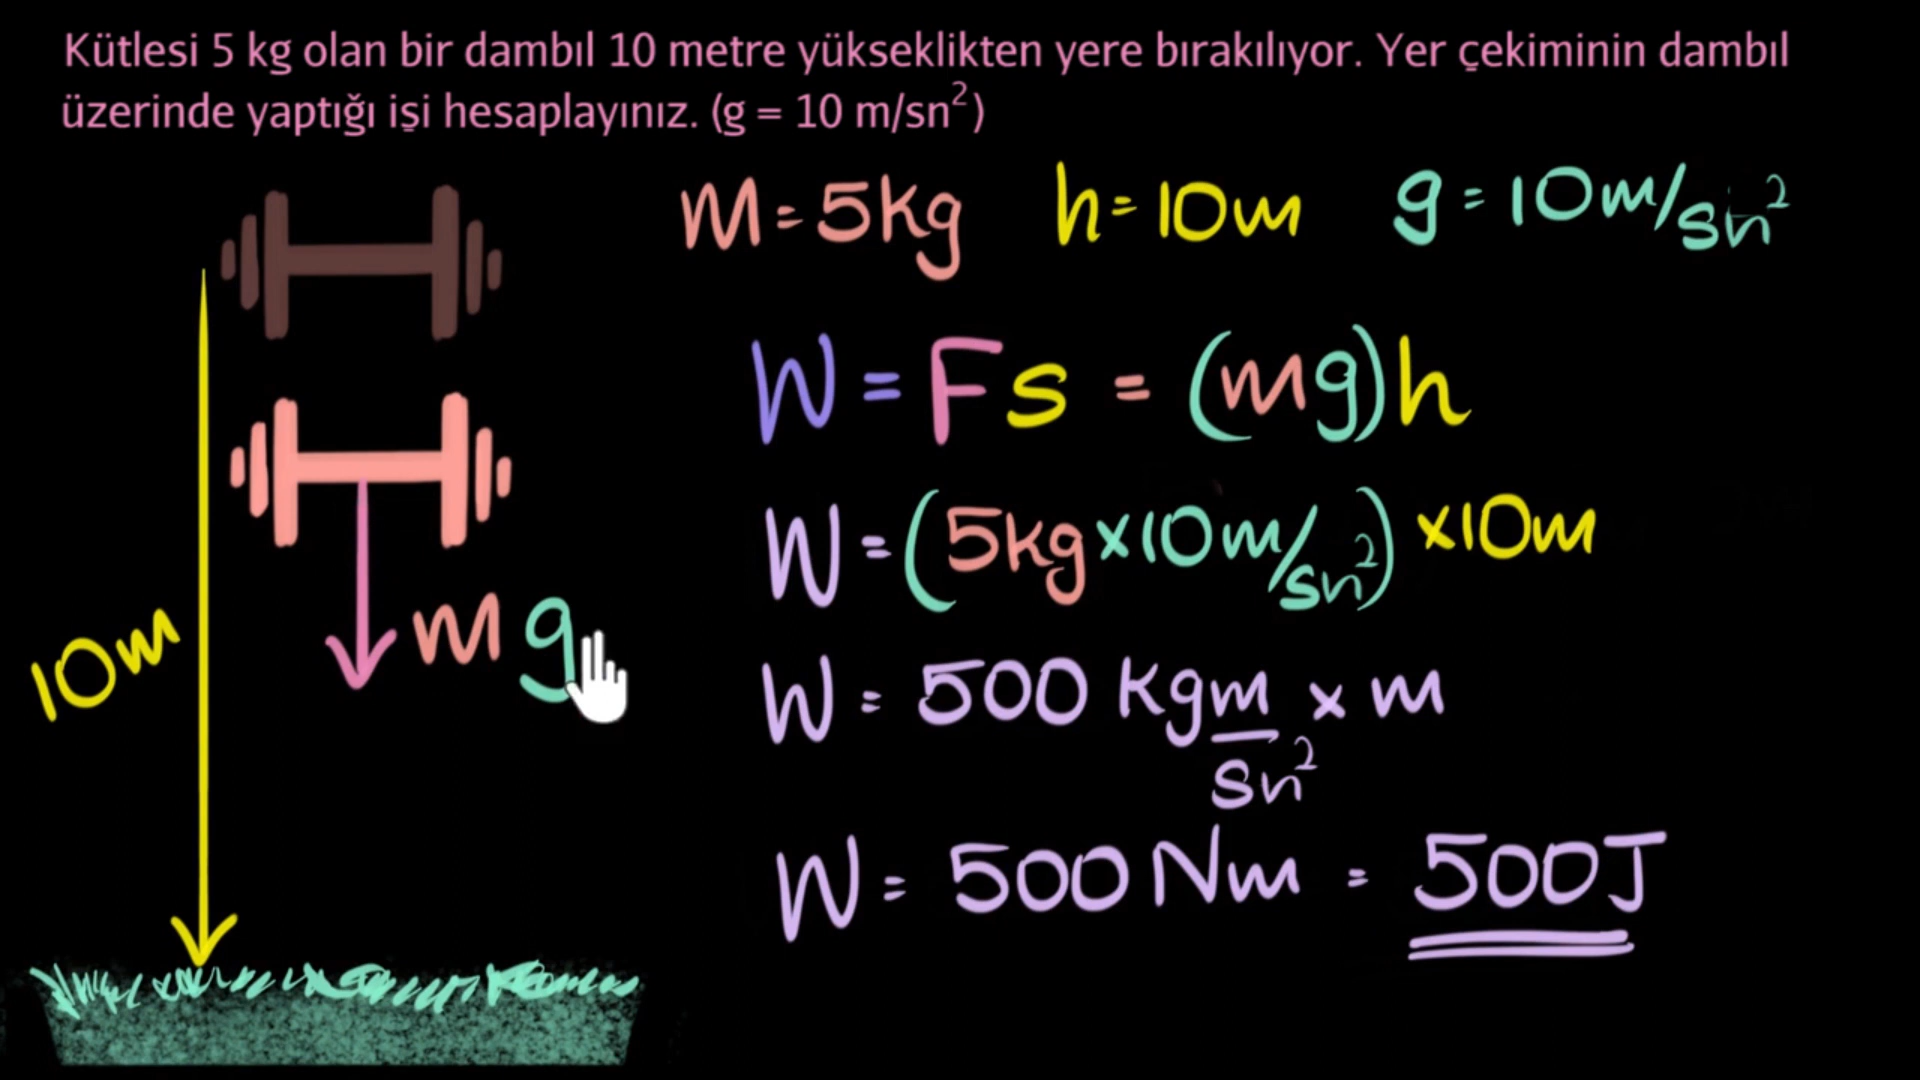 Kütlesi 5 kg olan bir dambıl 10 metre yükseklikten yere bırakılıyor. Yer çekiminin dambıl
üzerinde yaptığı işi hesaplayınız. (g = 10 m/sn²)
m = 5kg h = 10m g = 10m/sn²
W = Fs = (mg)h
W = (5kg×10m/sn²) ×10m
10m
mg
W = 500 kgm/sn² × m
W = 500 Nm = 500J